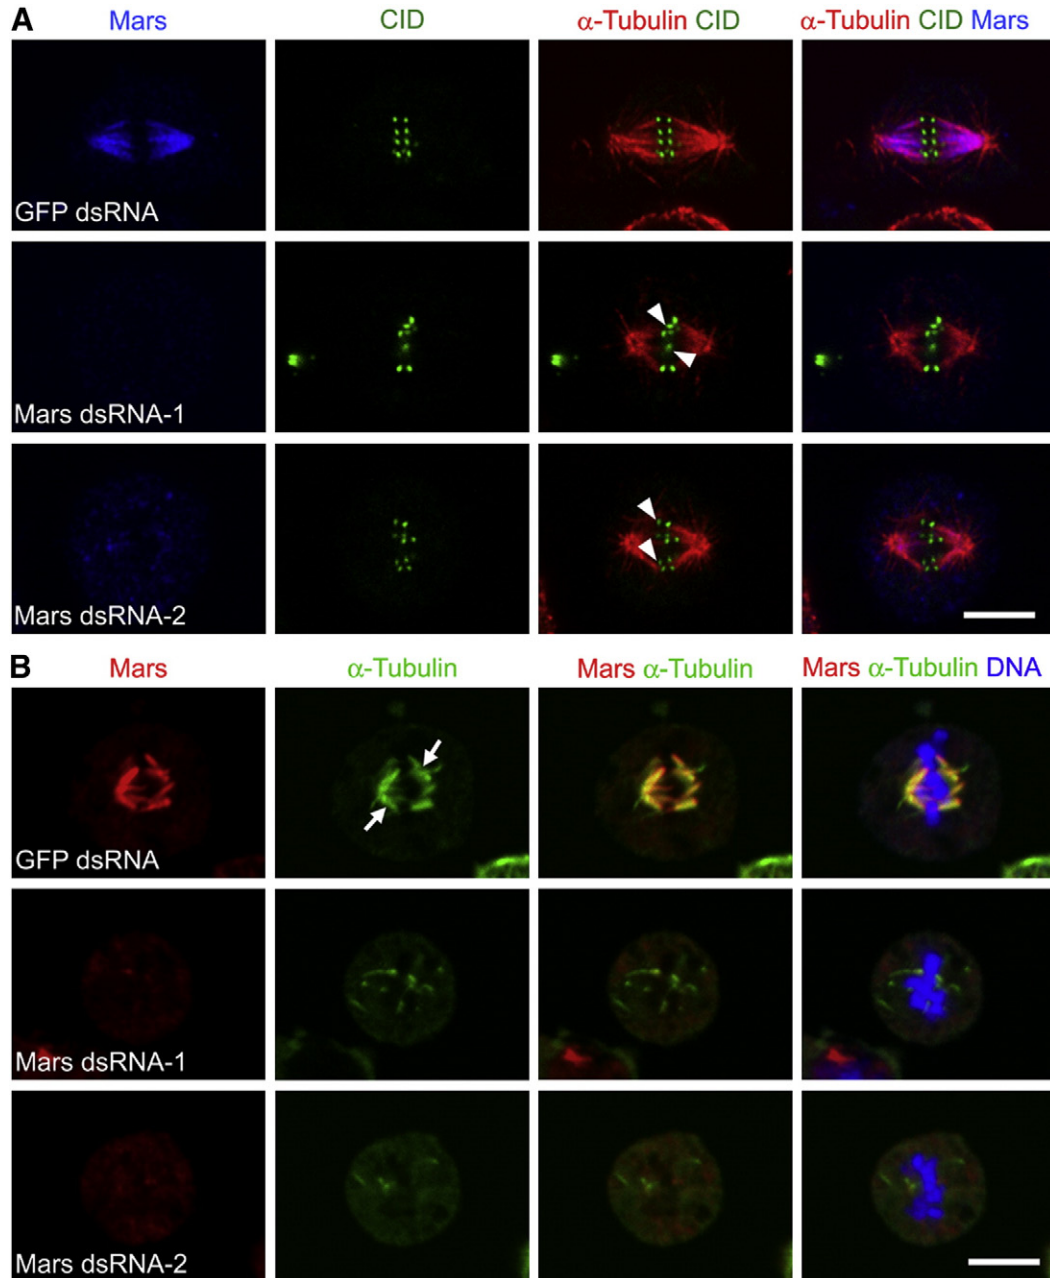 A Mars CID α-Tubulin CID α-Tubulin CID Mars
GFP dsRNA
Mars dsRNA-1
Mars dsRNA-2
B Mars α-Tubulin Mars α-Tubulin Mars α-Tubulin DNA
GFP dsRNA
Mars dsRNA-1
Mars dsRNA-2